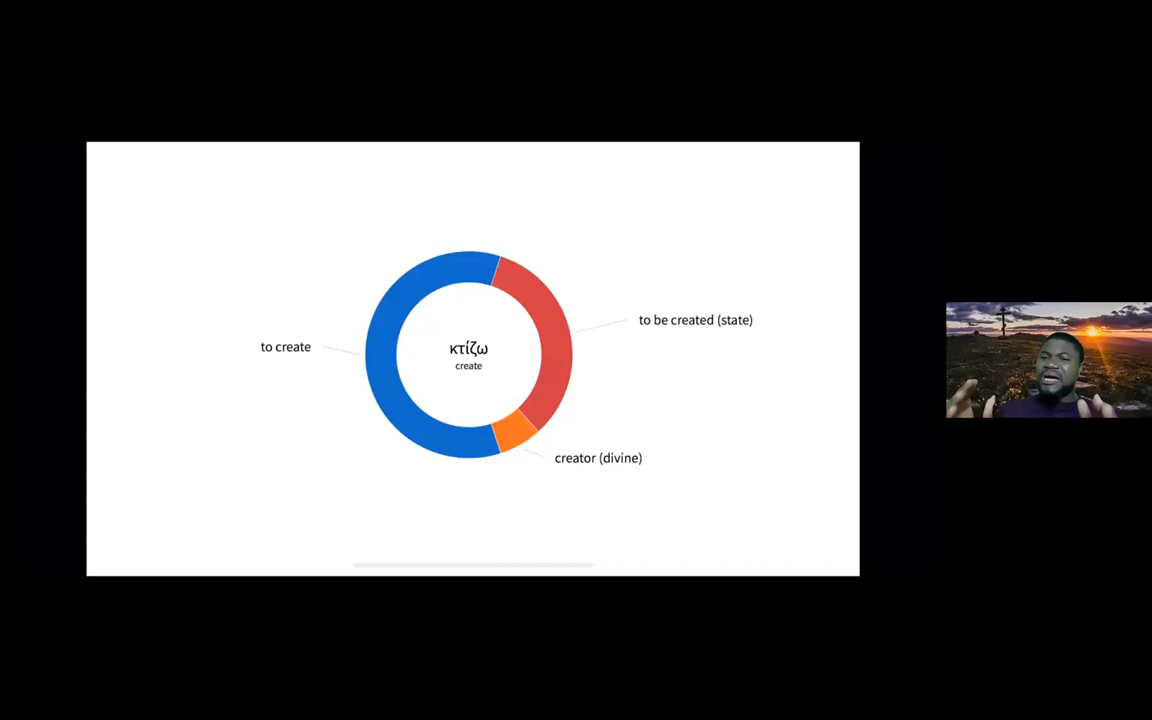 to be created (state)
to create
κτίζω
create
creator (divine)